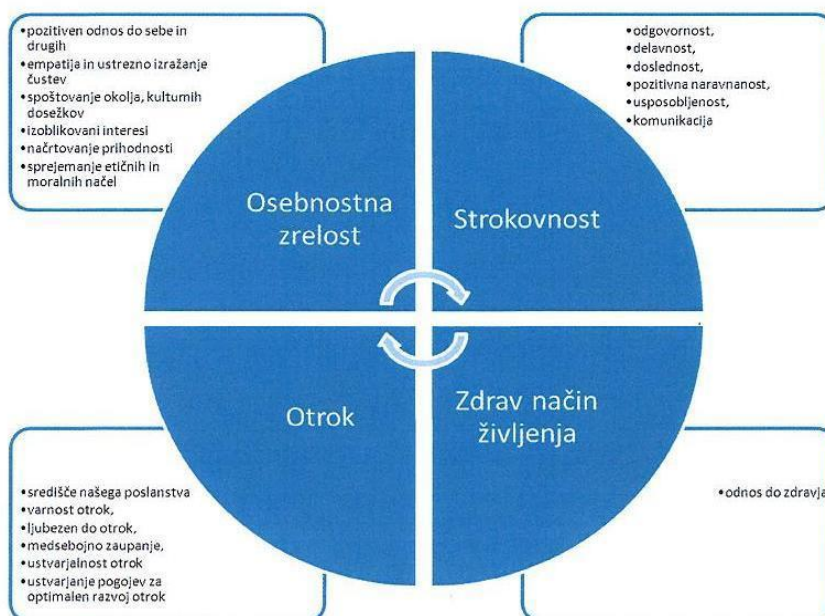 •pozitiven odnos do sebe in
drugih
•empatija in ustrezno izražanje
čustev
•spoštovanje okolja, kulturnih
dosežkov
•izoblikovani interesi
•načrtovanje prihodnosti
•sprejemanje etičnih in
moralnih načel
•odgovornost,
•delavnost,
•doslednost,
•pozitivna naravnanost,
•usposobljenost,
•komunikacija
Osebnostna
zrelost
Strokovnost
Otrok
Zdrav način
življenja
•središče našega poslanstva
•varnost otrok,
•ljubezen do otrok,
•medsebojno zaupanje,
•ustvarjalnost otrok
•ustvarjanje pogojev za
optimalen razvoj otrok
•odnos do zdravja